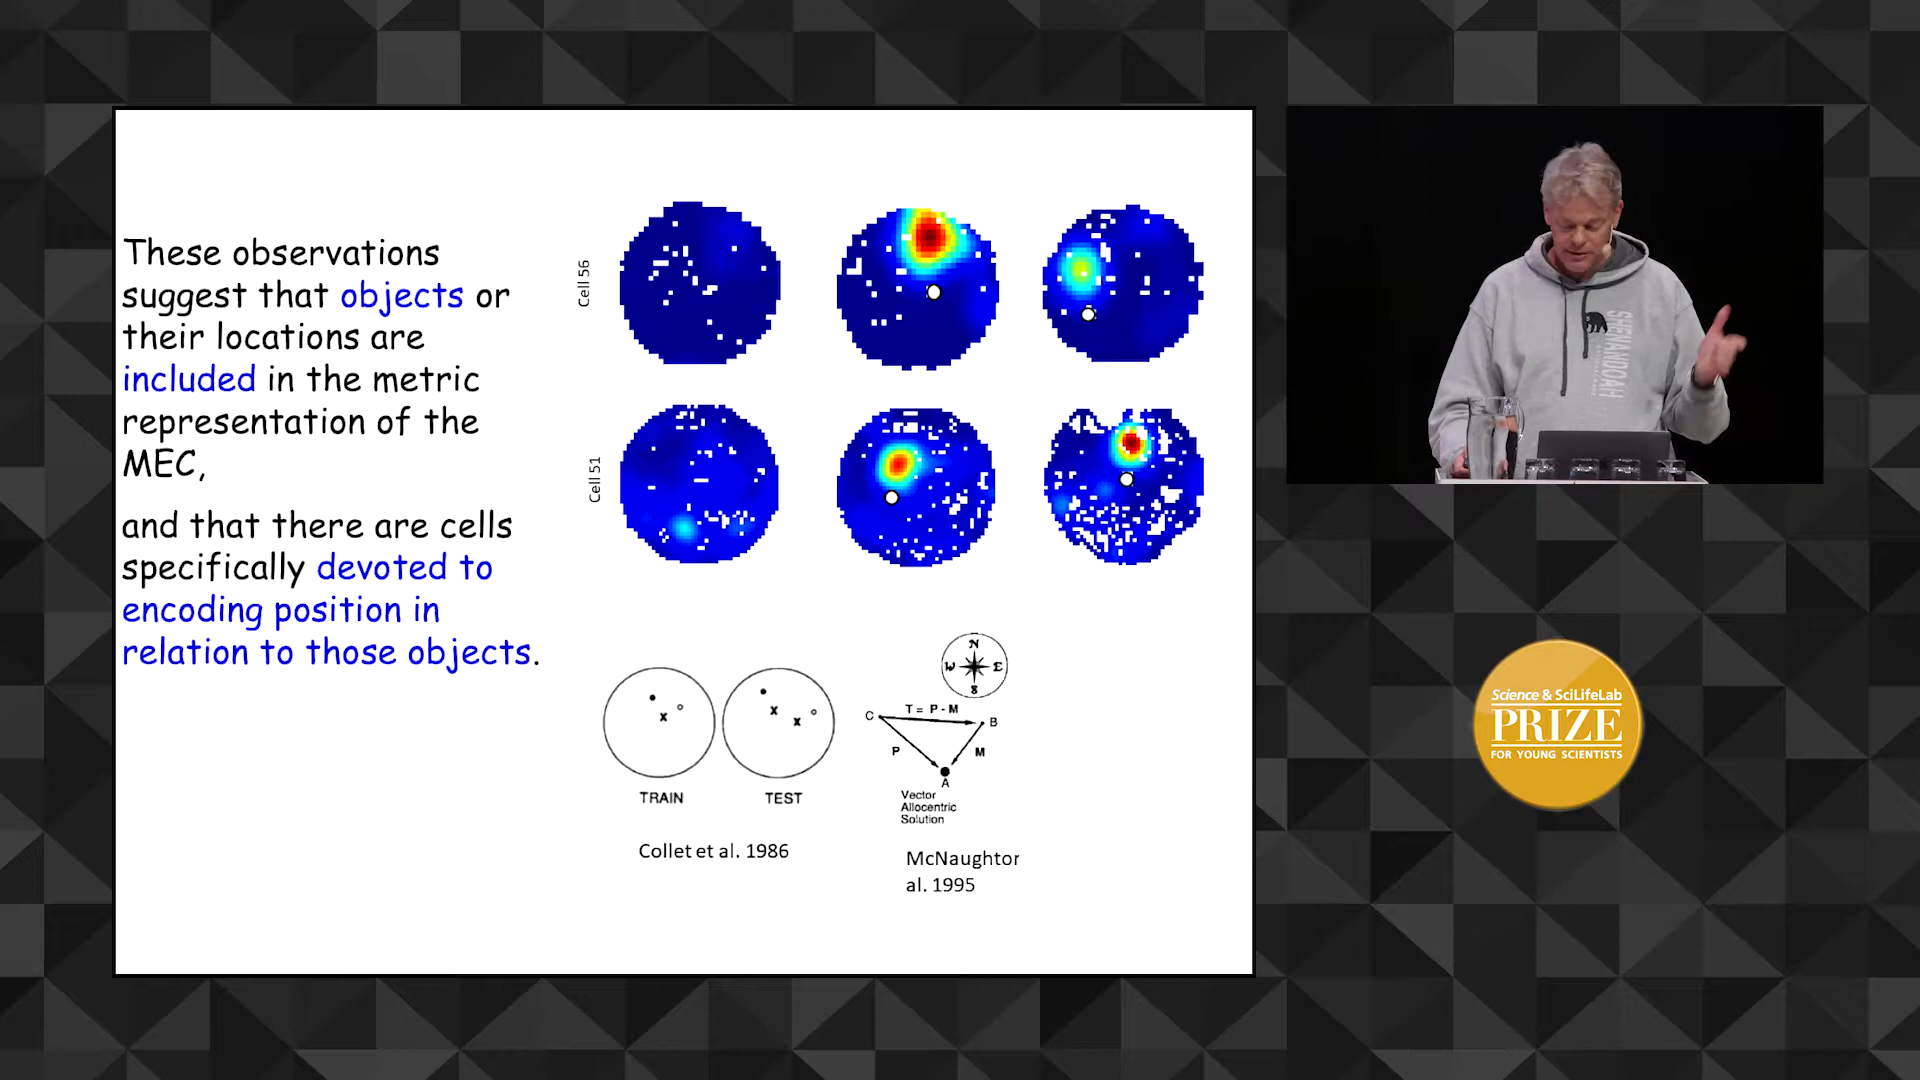 These observations
suggest that objects or
their locations are
included in the metric
representation of the
MEC,
and that there are cells
specifically devoted to
encoding position in
relation to those objects.
Cell 56
Cell 51
N
W E
S
C T = P - M B
P M
A
Vector
Allocentric
Solution
x
x
x
TRAIN TEST
Collet et al. 1986
McNaughtor
al. 1995
SHENANDOAH
Science & SciLifeLab
PRIZE
FOR YOUNG SCIENTISTS